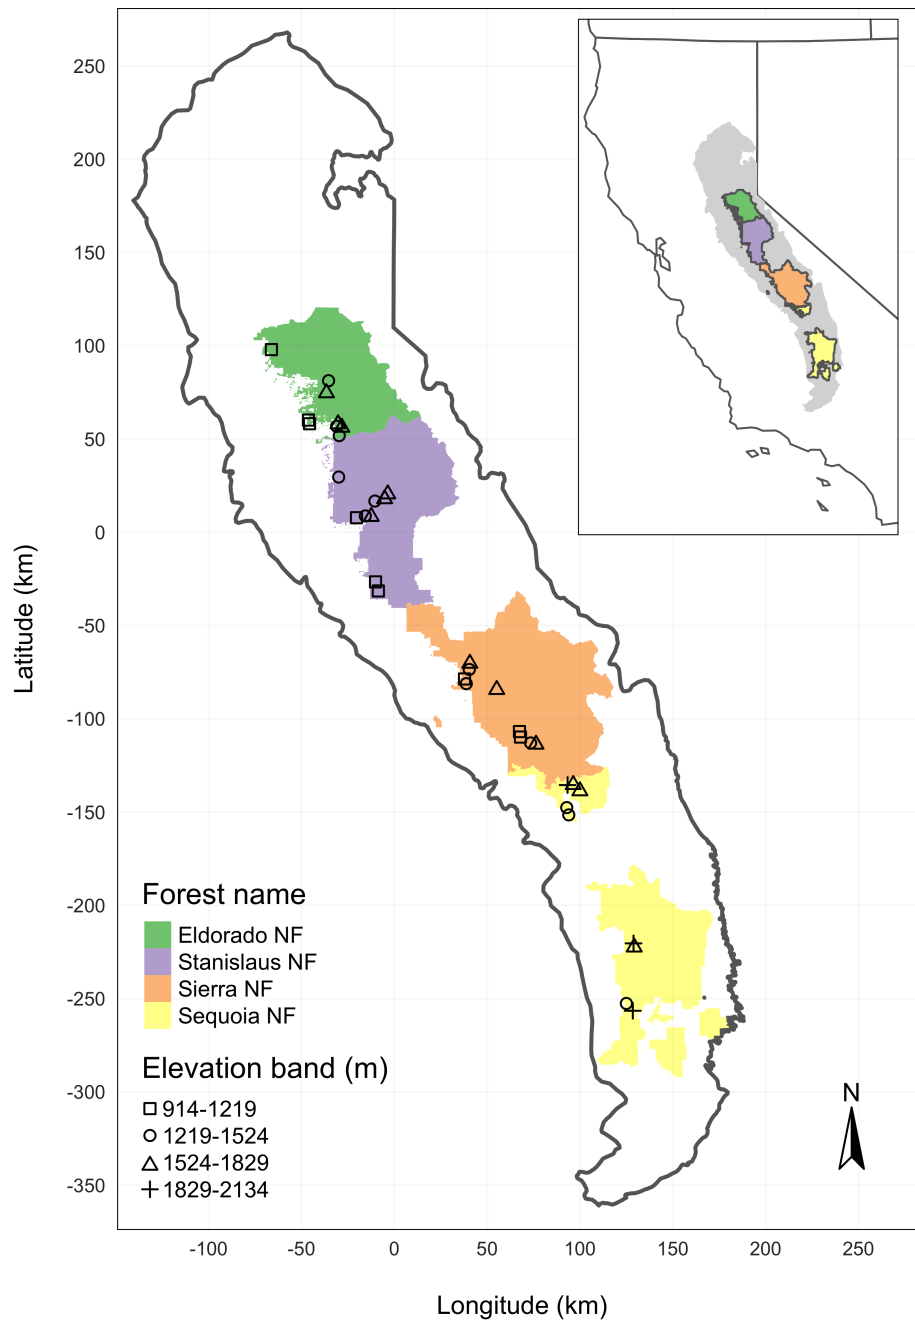 250
200
150
100
50
0
-50
-100
-150
-200
-250
-300
-350
Latitude (km)
Forest name
Eldorado NF
Stanislaus NF
Sierra NF
Sequoia NF
Elevation band (m)
914-1219
1219-1524
1524-1829
1829-2134
N
-100 -50 0 50 100 150 200 250
Longitude (km)